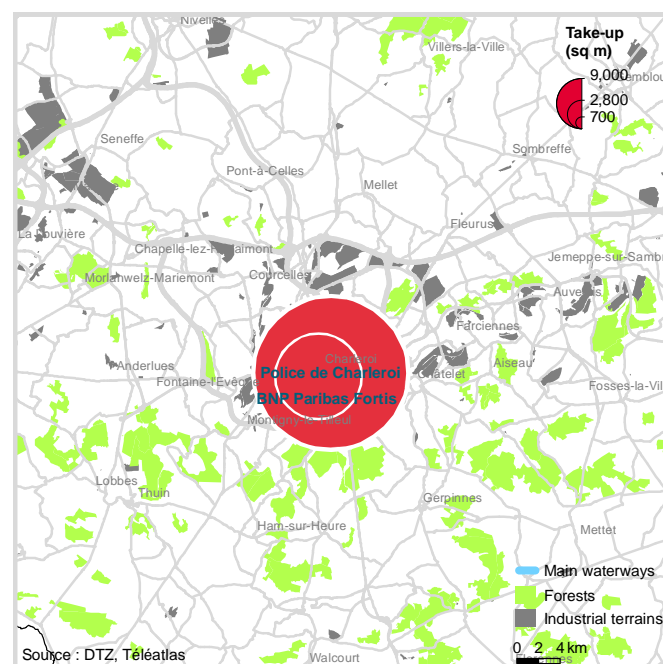 Nivelles
Villers-la-Ville
Take-up
(sq m)
9,000
2,800
700
Seneffe
Sombreffe
Pont-à-Celles
Mellet
La Louvière
Fleurus
Chapelle-lez-Herlaimont
Jemeppe-sur-Sambr
Morlanwelz-Mariemont
Courcelles
Auvelais
Farciennes
Charleroi
Anderlues
Aiseau
Police de Charleroi
Châtelet
Fontaine-l'Evêque
Fosses-la-Vil
BNP Paribas Fortis
Montigny-le-Tilleul
Lobbes
Thuin
Gerpinnes
Ham-sur-Heure
Mettet
Main waterways
Forests
Industrial terrains
0 2 4 km
Source : DTZ, Téléatlas
Walcourt
Florennes